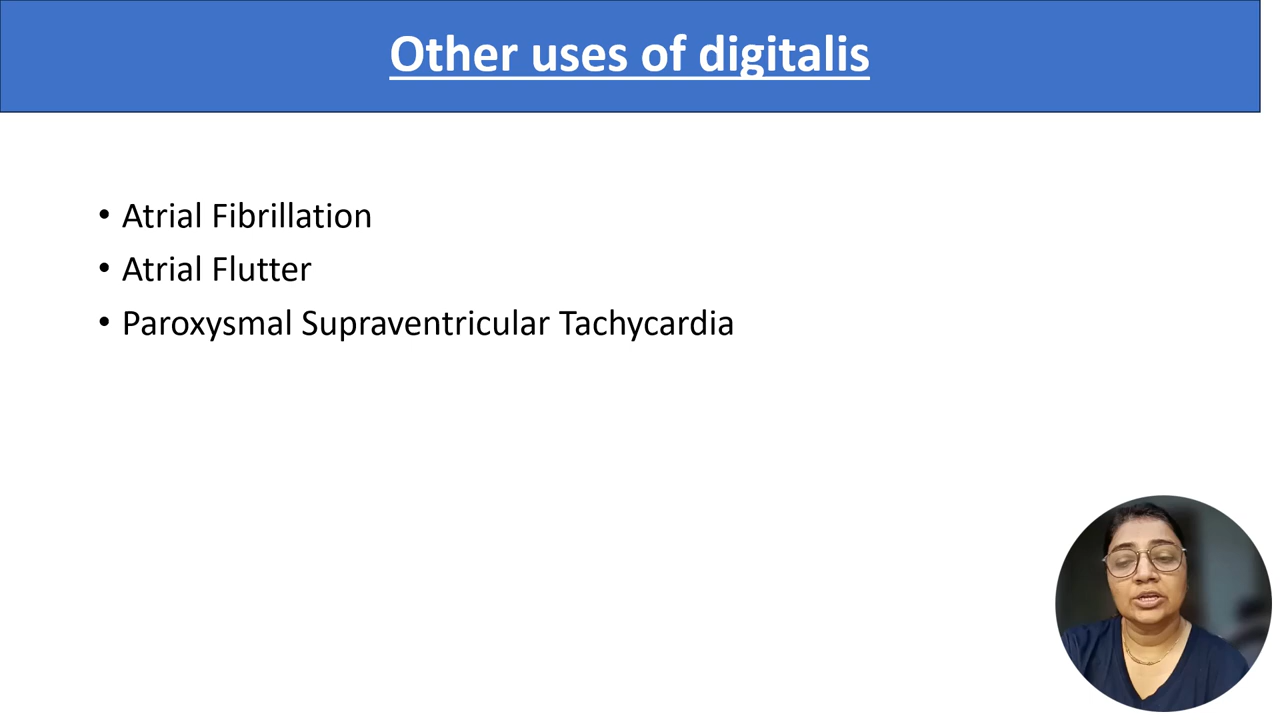 Other uses of digitalis
• Atrial Fibrillation
• Atrial Flutter
• Paroxysmal Supraventricular Tachycardia